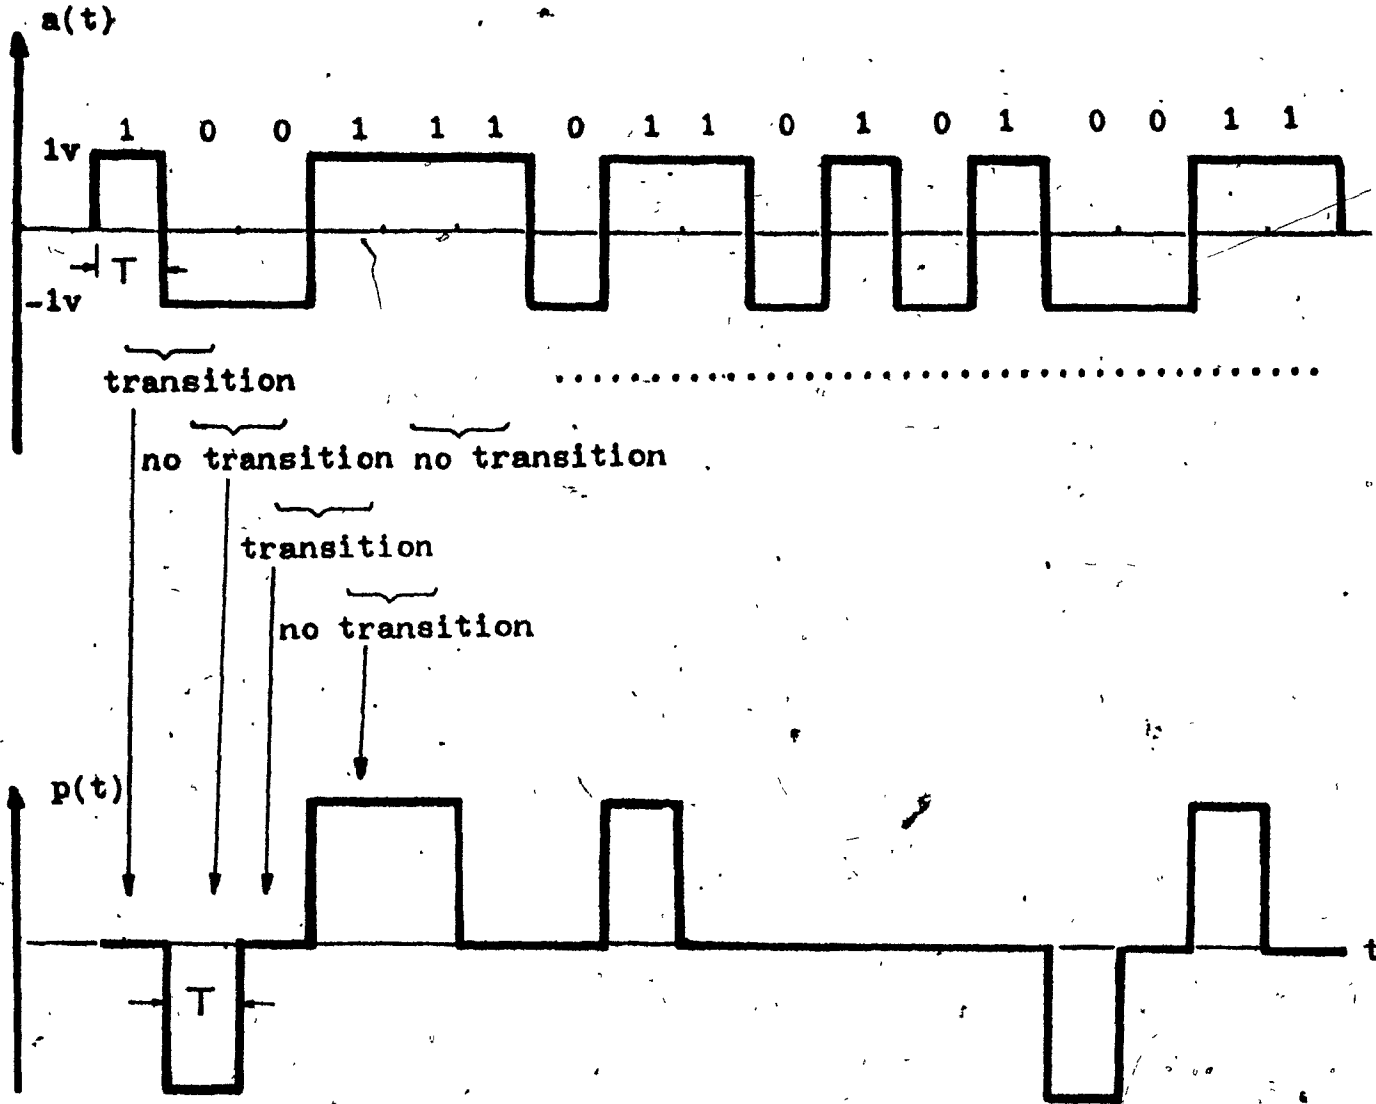 a(t)
1 0 0 1 1 1 0 1 1 0 1 0 1 0 0 1 1
1v
T
-1v
transition
no transition no transition
transition
no transition
p(t)
t
T